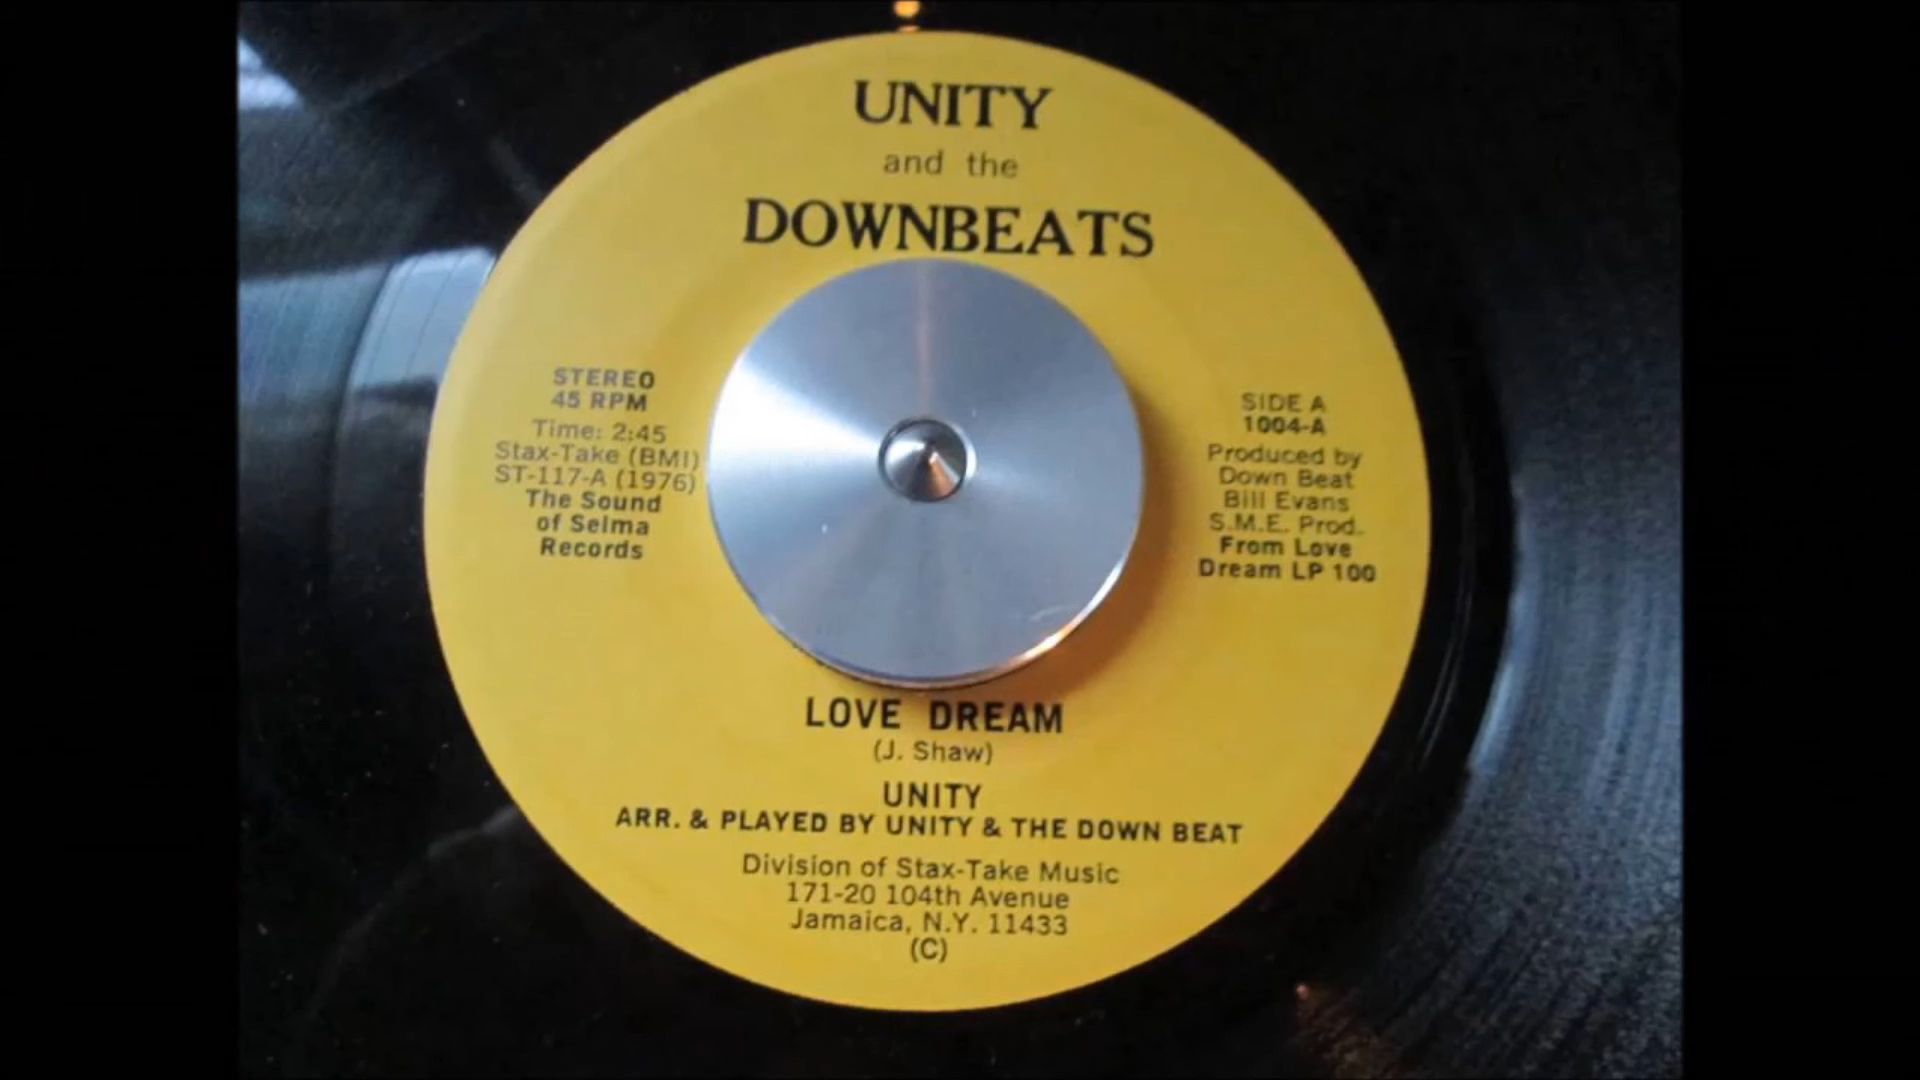 UNITY
and the
DOWNBEATS
STEREO
45 RPM
Time: 2:45
Stax-Take (BMI)
ST-117-A (1976)
The Sound
of Selma
Records
SIDE A
1004-A
Produced by
Down Beat
Bill Evans
S.M.E. Prod.
From Love
Dream LP 100
LOVE DREAM
(J. Shaw)
UNITY
ARR. & PLAYED BY UNITY & THE DOWN BEAT
Division of Stax-Take Music
171-20 104th Avenue
Jamaica, N.Y. 11433
(C)